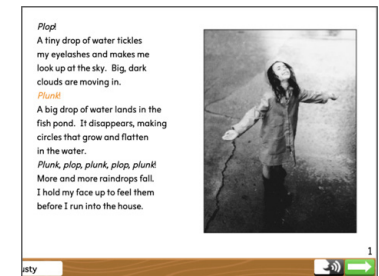 Plop!
A tiny drop of water tickles
my eyelashes and makes me
look up at the sky.  Big, dark
clouds are moving in.
Plunk!
A big drop of water lands in the
fish pond.  It disappears, making
circles that grow and flatten
in the water.
Plunk, plop, plunk, plop, plunk!
More and more raindrops fall.
I hold my face up to feel them
before I run into the house.
1
usty